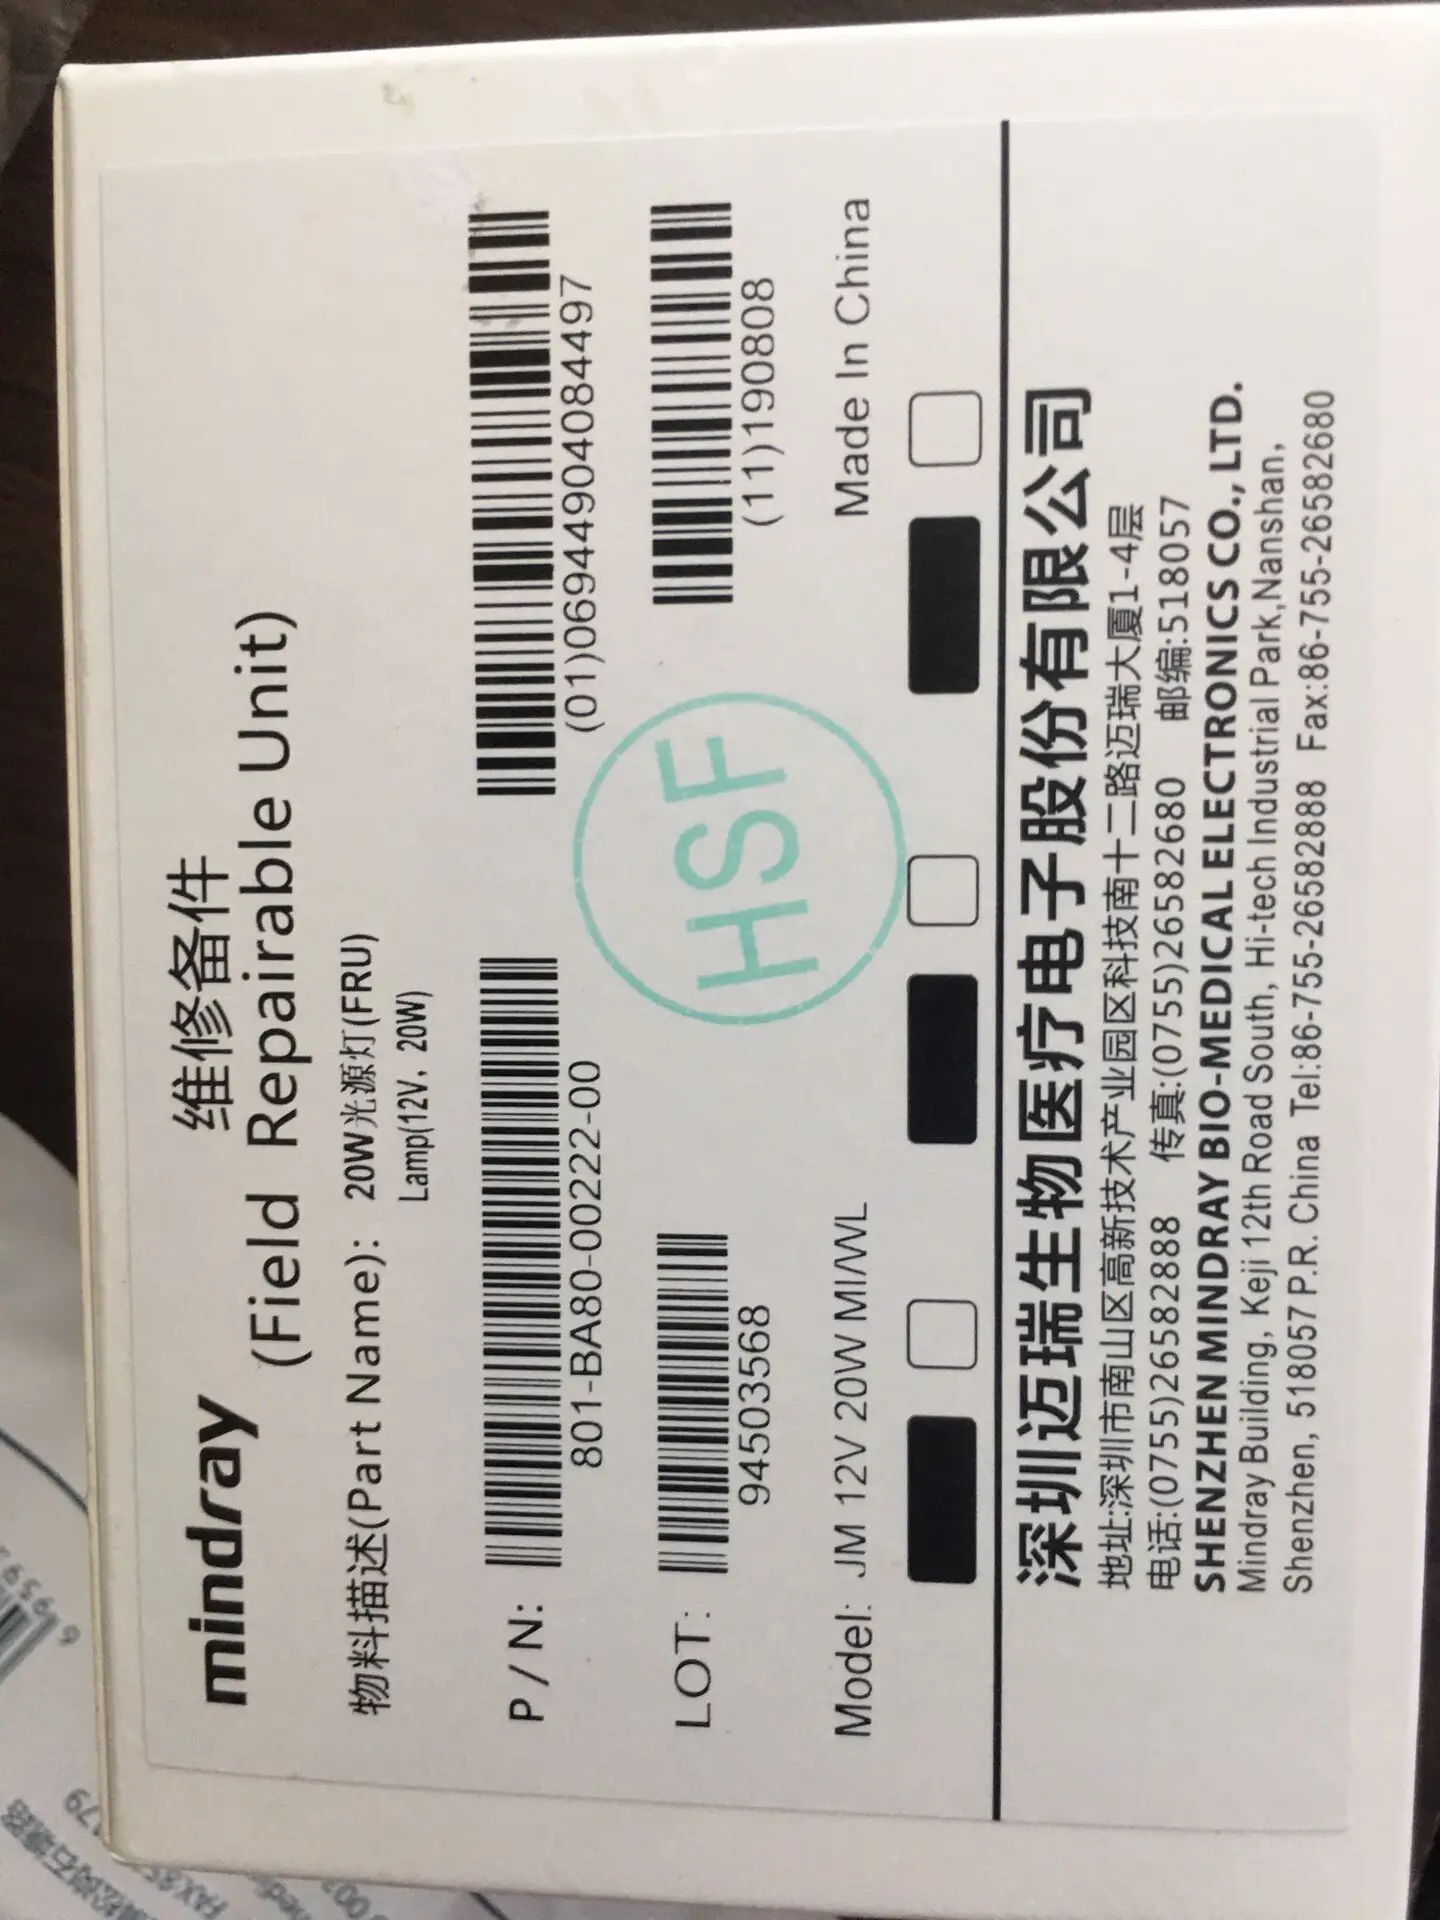 mindray
维修备件
(Field Repairable Unit)
物料描述(Part Name): 20W光源灯(FRU)
Lamp(12V, 20W)
P/N:
801-BA80-00222-00
(01)06944904084497
LOT:
94503568
(11)190808
HSF
Model: JM 12V 20W MI/WL
Made In China
深圳迈瑞生物医疗电子股份有限公司
地址:深圳市南山区高新技术产业园区科技南十二路迈瑞大厦1-4层
电话:(0755)26582888 传真:(0755)26582680 邮编:518057
SHENZHEN MINDRAY BIO-MEDICAL ELECTRONICS CO., LTD.
Mindray Building, Keji 12th Road South, Hi-tech Industrial Park,Nanshan,
Shenzhen, 518057 P.R. China Tel:86-755-26582888 Fax:86-755-26582680